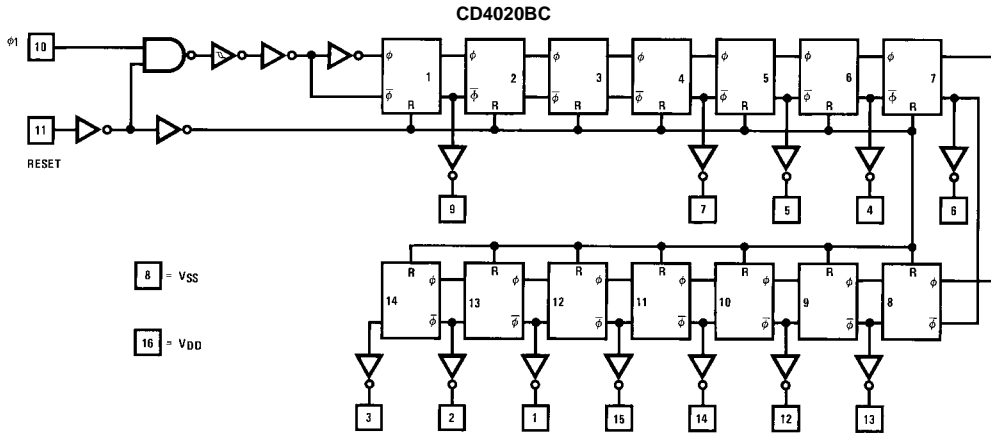 CD4020BC
φ1 10
φ φ φ φ φ φ
1 2 3 4 5 6 7
φ̅ φ̅ φ̅ φ̅ φ̅ φ̅
R R R R R R R
11
RESET
9 7 5 4 6
8 = VSS
R R R R R R R
φ φ φ φ φ φ φ
14 13 12 11 10 9 8
φ̅ φ̅ φ̅ φ̅ φ̅ φ̅ φ̅
16 = VDD
3 2 1 15 14 12 13